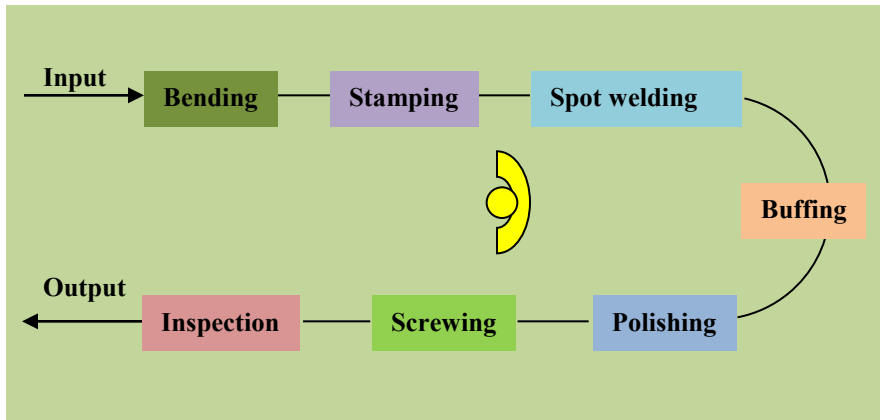 Input
Bending
Stamping
Spot welding
Buffing
Output
Inspection
Screwing
Polishing